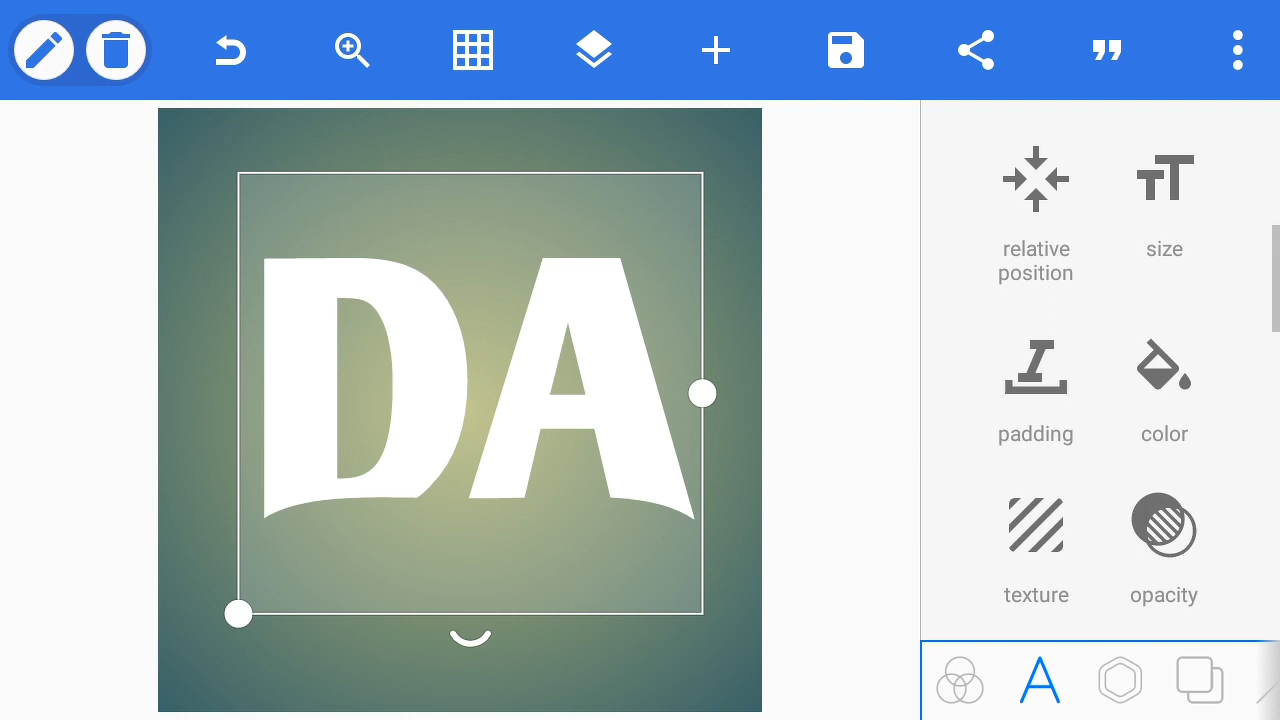 DA
relative
position
size
padding
color
texture
opacity